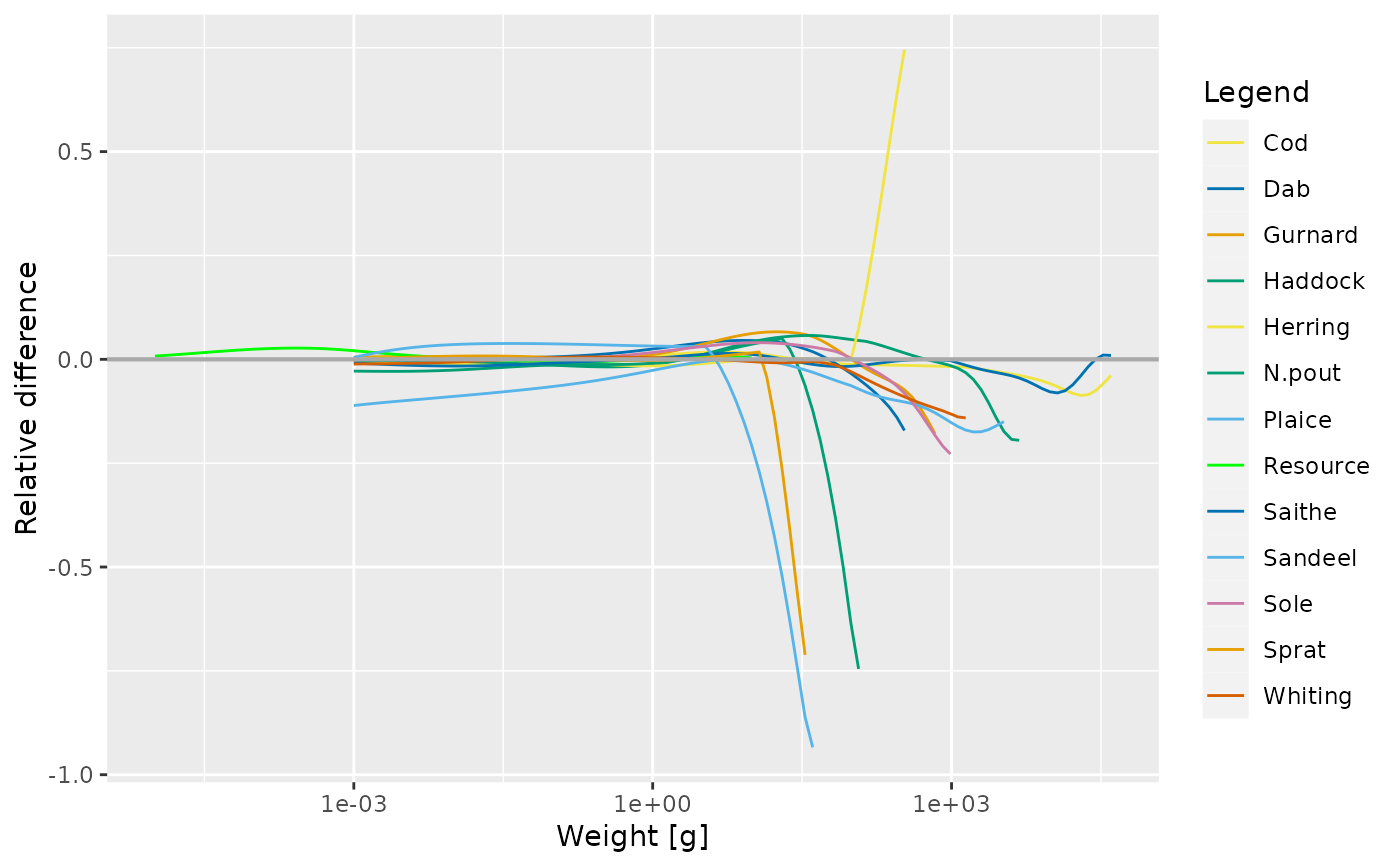 Relative difference
0.5
0.0
-0.5
-1.0
1e-03
1e+00
1e+03
Weight [g]
Legend
Cod
Dab
Gurnard
Haddock
Herring
N.pout
Plaice
Resource
Saithe
Sandeel
Sole
Sprat
Whiting